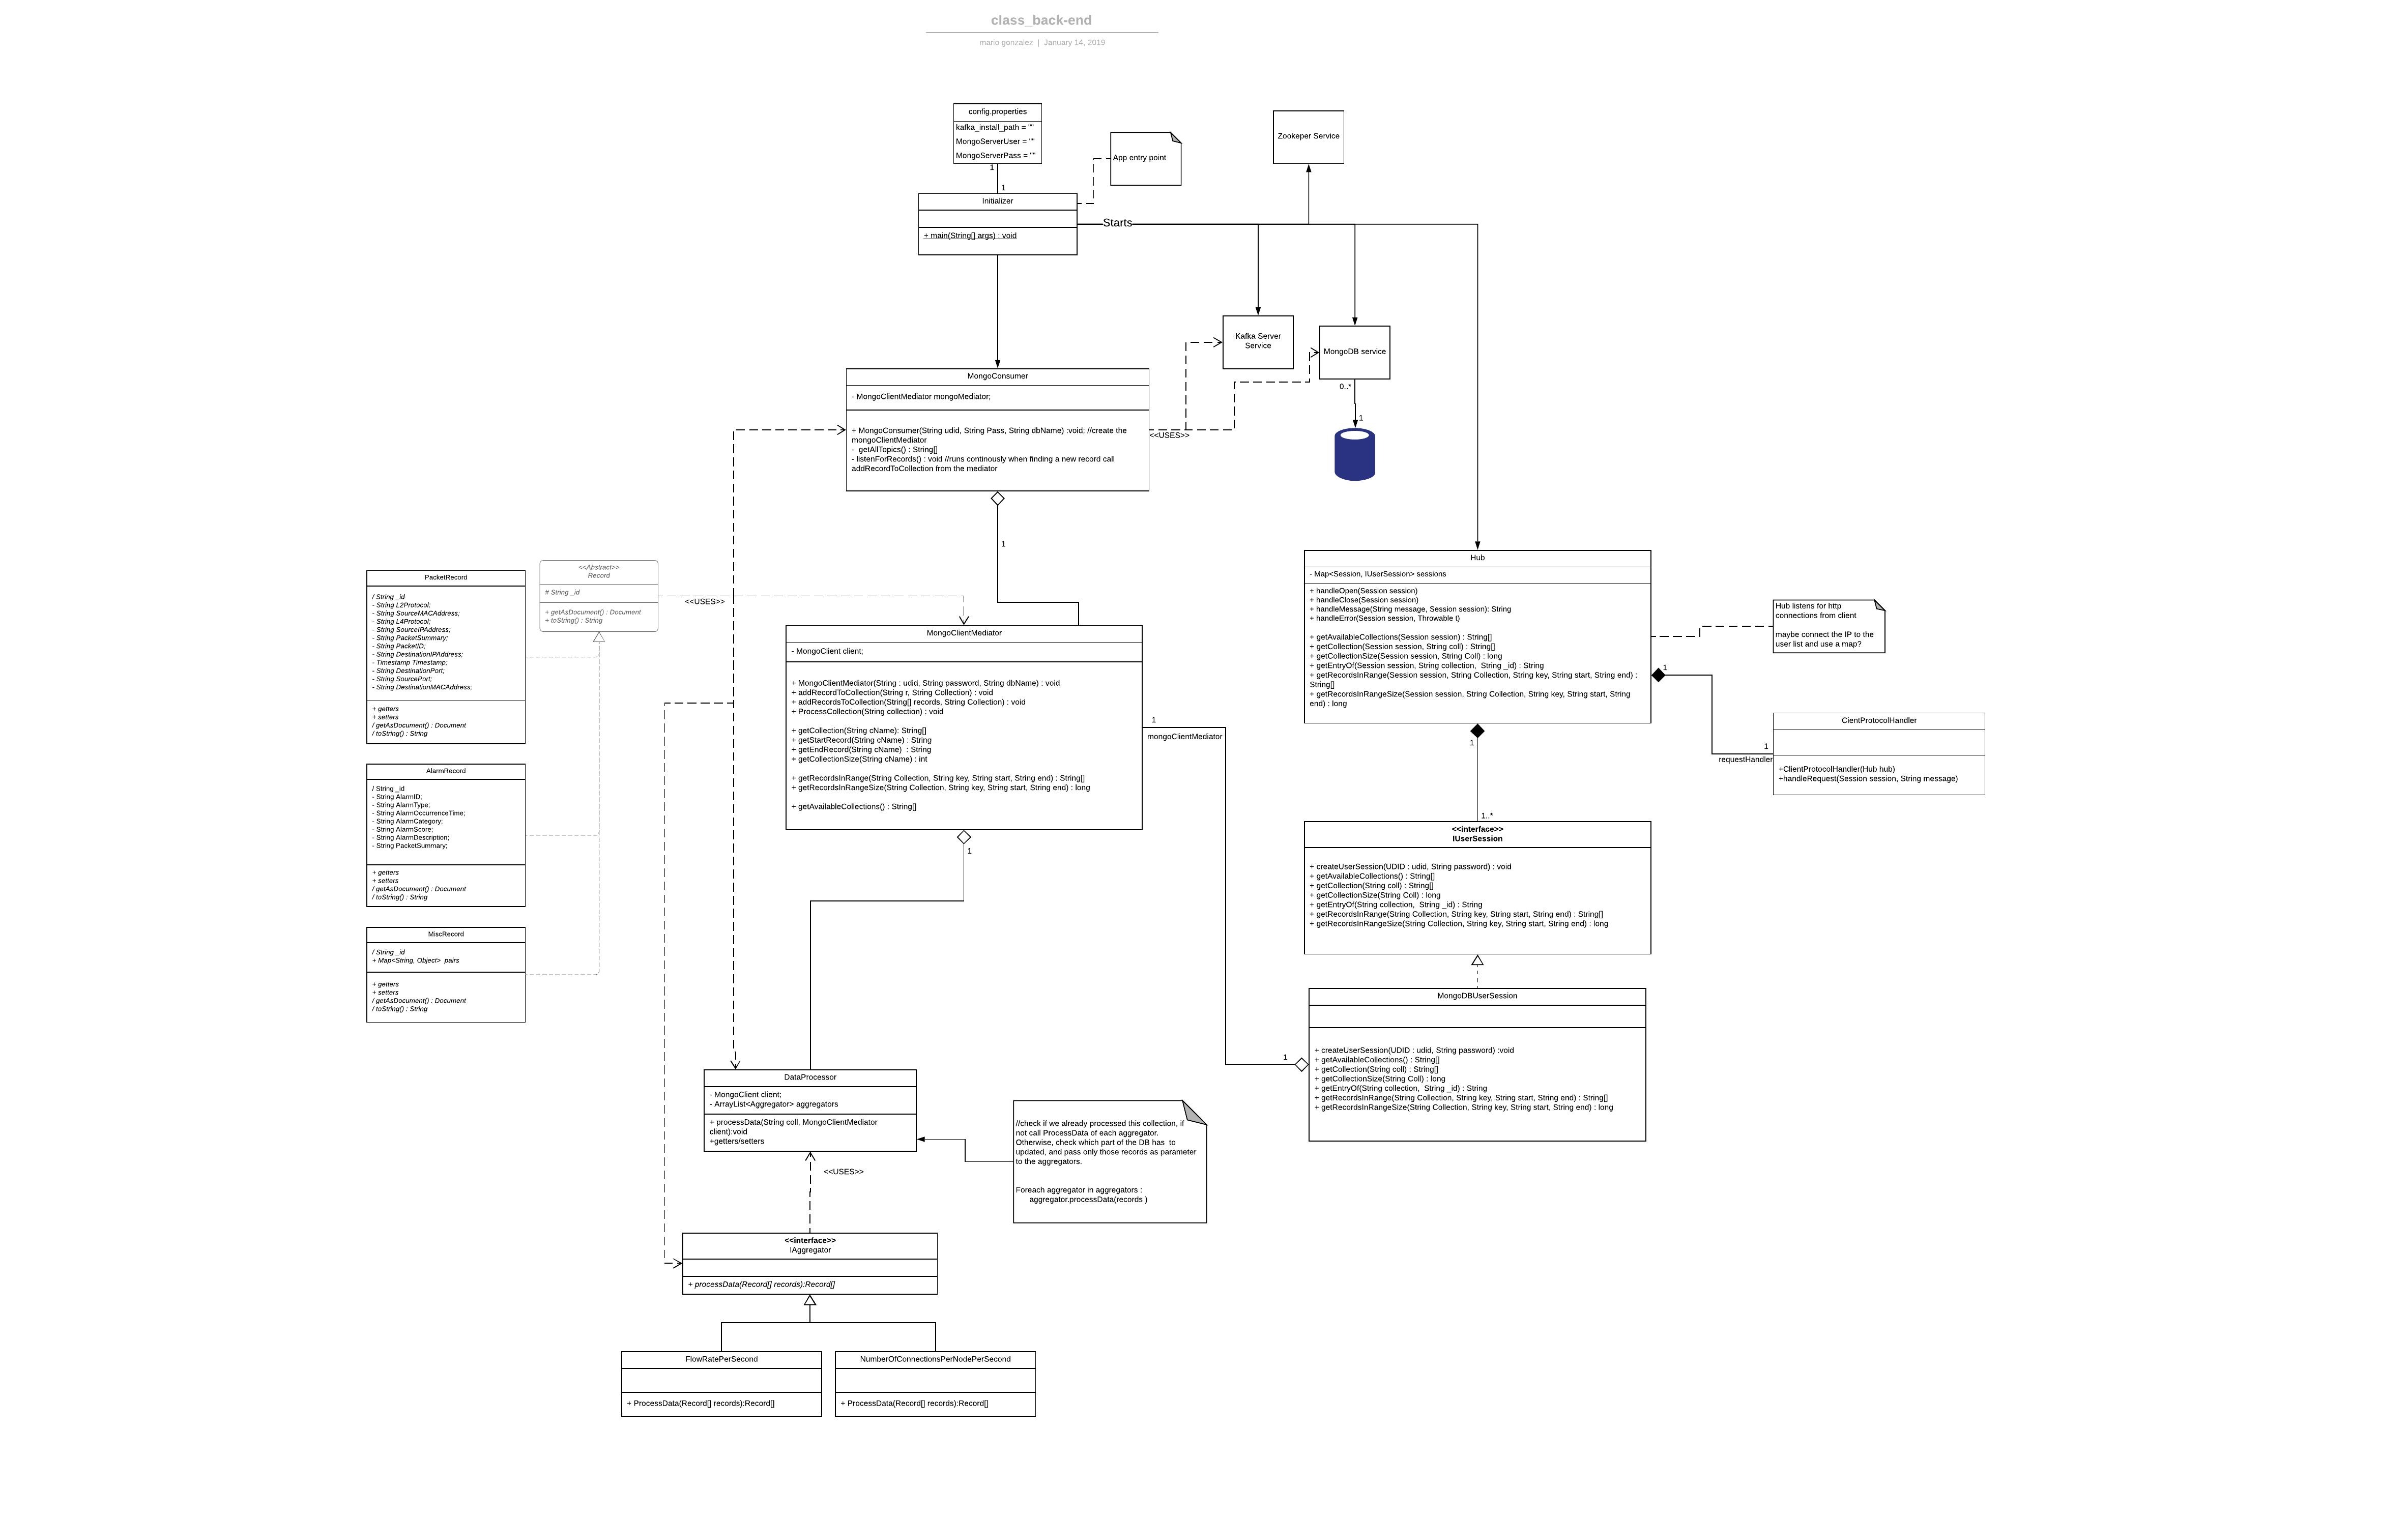 class_back-end
mario gonzalez | January 14, 2019
config.properties
kafka_install_path = ""
MongoServerUser = ""
MongoServerPass = ""
1
1
App entry point
Zookeper Service
Initializer
+ main(String[] args) : void
Starts
Kafka Server
Service
MongoDB service
0..*
1
MongoConsumer
- MongoClientMediator mongoMediator;
+ MongoConsumer(String udid, String Pass, String dbName) :void; //create the
mongoClientMediator
- getAllTopics() : String[]
- listenForRecords() : void //runs continously when finding a new record call
addRecordToCollection from the mediator
<<USES>>
1
PacketRecord
/ String _id
- String L2Protocol;
- String SourceMACAddress;
- String L4Protocol;
- String SourceIPAddress;
- String PacketSummary;
- String PacketID;
- String DestinationIPAddress;
- Timestamp Timestamp;
- String DestinationPort;
- String SourcePort;
- String DestinationMACAddress;
+ getters
+ setters
/ getAsDocument() : Document
/ toString() : String
<<Abstract>>
Record
# String _id
+ getAsDocument() : Document
+ toString() : String
<<USES>>
AlarmRecord
/ String _id
- String AlarmID;
- String AlarmType;
- String AlarmOccurrenceTime;
- String AlarmCategory;
- String AlarmScore;
- String AlarmDescription;
- String PacketSummary;
+ getters
+ setters
/ getAsDocument() : Document
/ toString() : String
MiscRecord
/ String _id
+ Map<String, Object> pairs
+ getters
+ setters
/ getAsDocument() : Document
/ toString() : String
MongoClientMediator
- MongoClient client;
+ MongoClientMediator(String : udid, String password, String dbName) : void
+ addRecordToCollection(String r, String Collection) : void
+ addRecordsToCollection(String[] records, String Collection) : void
+ ProcessCollection(String collection) : void
+ getCollection(String cName): String[]
+ getStartRecord(String cName) : String
+ getEndRecord(String cName) : String
+ getCollectionSize(String cName) : int
+ getRecordsInRange(String Collection, String key, String start, String end) : String[]
+ getRecordsInRangeSize(String Collection, String key, String start, String end) : long
+ getAvailableCollections() : String[]
1
mongoClientMediator
1
Hub
- Map<Session, IUserSession> sessions
+ handleOpen(Session session)
+ handleClose(Session session)
+ handleMessage(String message, Session session): String
+ handleError(Session session, Throwable t)
+ getAvailableCollections(Session session) : String[]
+ getCollection(Session session, String coll) : String[]
+ getCollectionSize(Session session, String Coll) : long
+ getEntryOf(Session session, String collection, String _id) : String
+ getRecordsInRange(Session session, String Collection, String key, String start, String end) :
String[]
+ getRecordsInRangeSize(Session session, String Collection, String key, String start, String
end) : long
Hub listens for http
connections from client
maybe connect the IP to the
user list and use a map?
1
1
requestHandler
CientProtocolHandler
+ClientProtocolHandler(Hub hub)
+handleRequest(Session session, String message)
1
1..*
<<interface>>
IUserSession
+ createUserSession(UDID : udid, String password) : void
+ getAvailableCollections() : String[]
+ getCollection(String coll) : String[]
+ getCollectionSize(String Coll) : long
+ getEntryOf(String collection, String _id) : String
+ getRecordsInRange(String Collection, String key, String start, String end) : String[]
+ getRecordsInRangeSize(String Collection, String key, String start, String end) : long
MongoDBUserSession
+ createUserSession(UDID : udid, String password) :void
+ getAvailableCollections() : String[]
+ getCollection(String coll) : String[]
+ getCollectionSize(String Coll) : long
+ getEntryOf(String collection, String _id) : String
+ getRecordsInRange(String Collection, String key, String start, String end) : String[]
+ getRecordsInRangeSize(String Collection, String key, String start, String end) : long
1
DataProcessor
- MongoClient client;
- ArrayList<Aggregator> aggregators
+ processData(String coll, MongoClientMediator
client):void
+getters/setters
//check if we already processed this collection, if
not call ProcessData of each aggregator.
Otherwise, check which part of the DB has to
updated, and pass only those records as parameter
to the aggregators.
Foreach aggregator in aggregators :
aggregator.processData(records )
<<USES>>
<<interface>>
IAggregator
+ processData(Record[] records):Record[]
FlowRatePerSecond
+ ProcessData(Record[] records):Record[]
NumberOfConnectionsPerNodePerSecond
+ ProcessData(Record[] records):Record[]